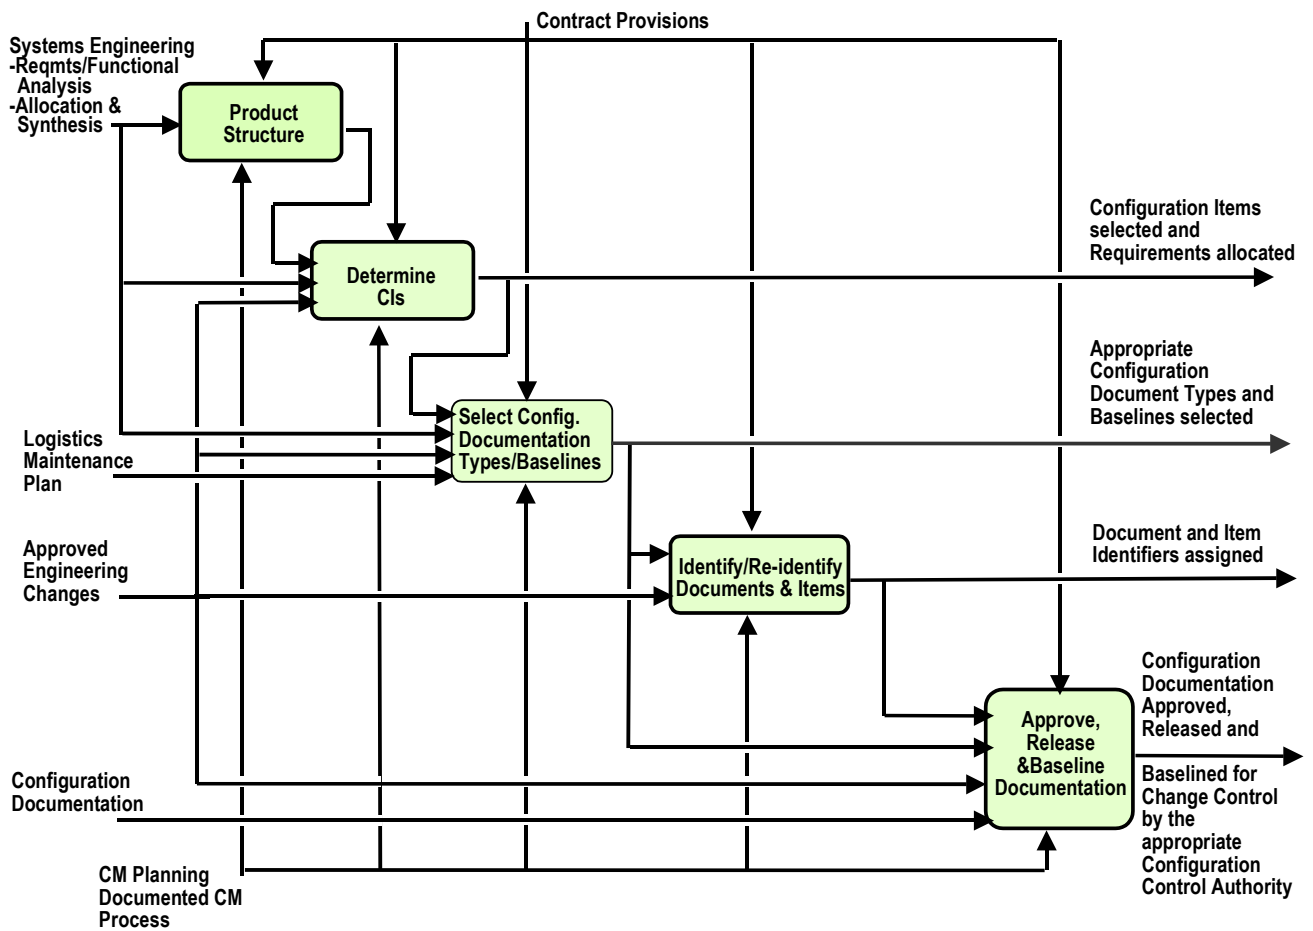 Contract Provisions
Systems Engineering
-Reqmts/Functional
Analysis
-Allocation &
Synthesis
Product
Structure
Configuration Items
selected and
Requirements allocated
Determine
CIs
Appropriate
Configuration
Document Types and
Baselines selected
Select Config.
Documentation
Types/Baselines
Logistics
Maintenance
Plan
Document and Item
Identifiers assigned
Approved
Engineering
Changes
Identify/Re-identify
Documents & Items
Configuration
Documentation
Approved,
Released and
Approve,
Release
&Baseline
Documentation
Configuration
Documentation
Baselined for
Change Control
by the
appropriate
Configuration
Control Authority
CM Planning
Documented CM
Process